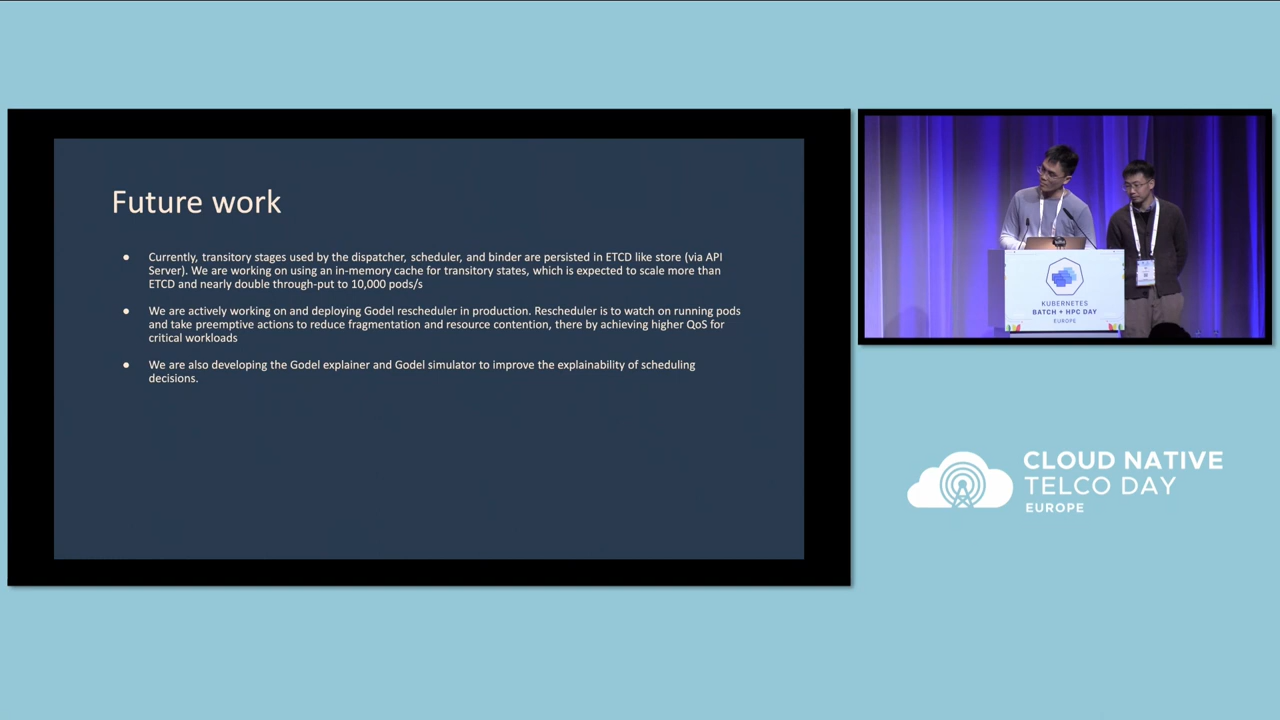 Future work
● Currently, transitory stages used by the dispatcher, scheduler, and binder are persisted in ETCD like store (via API
Server). We are working on using an in-memory cache for transitory states, which is expected to scale more than
ETCD and nearly double through-put to 10,000 pods/s
● We are actively working on and deploying Godel rescheduler in production. Rescheduler is to watch on running pods
and take preemptive actions to reduce fragmentation and resource contention, there by achieving higher QoS for
critical workloads
● We are also developing the Godel explainer and Godel simulator to improve the explainability of scheduling
decisions.
KUBERNETES
BATCH + HPC DAY
EUROPE
CLOUD NATIVE
TELCO DAY
EUROPE